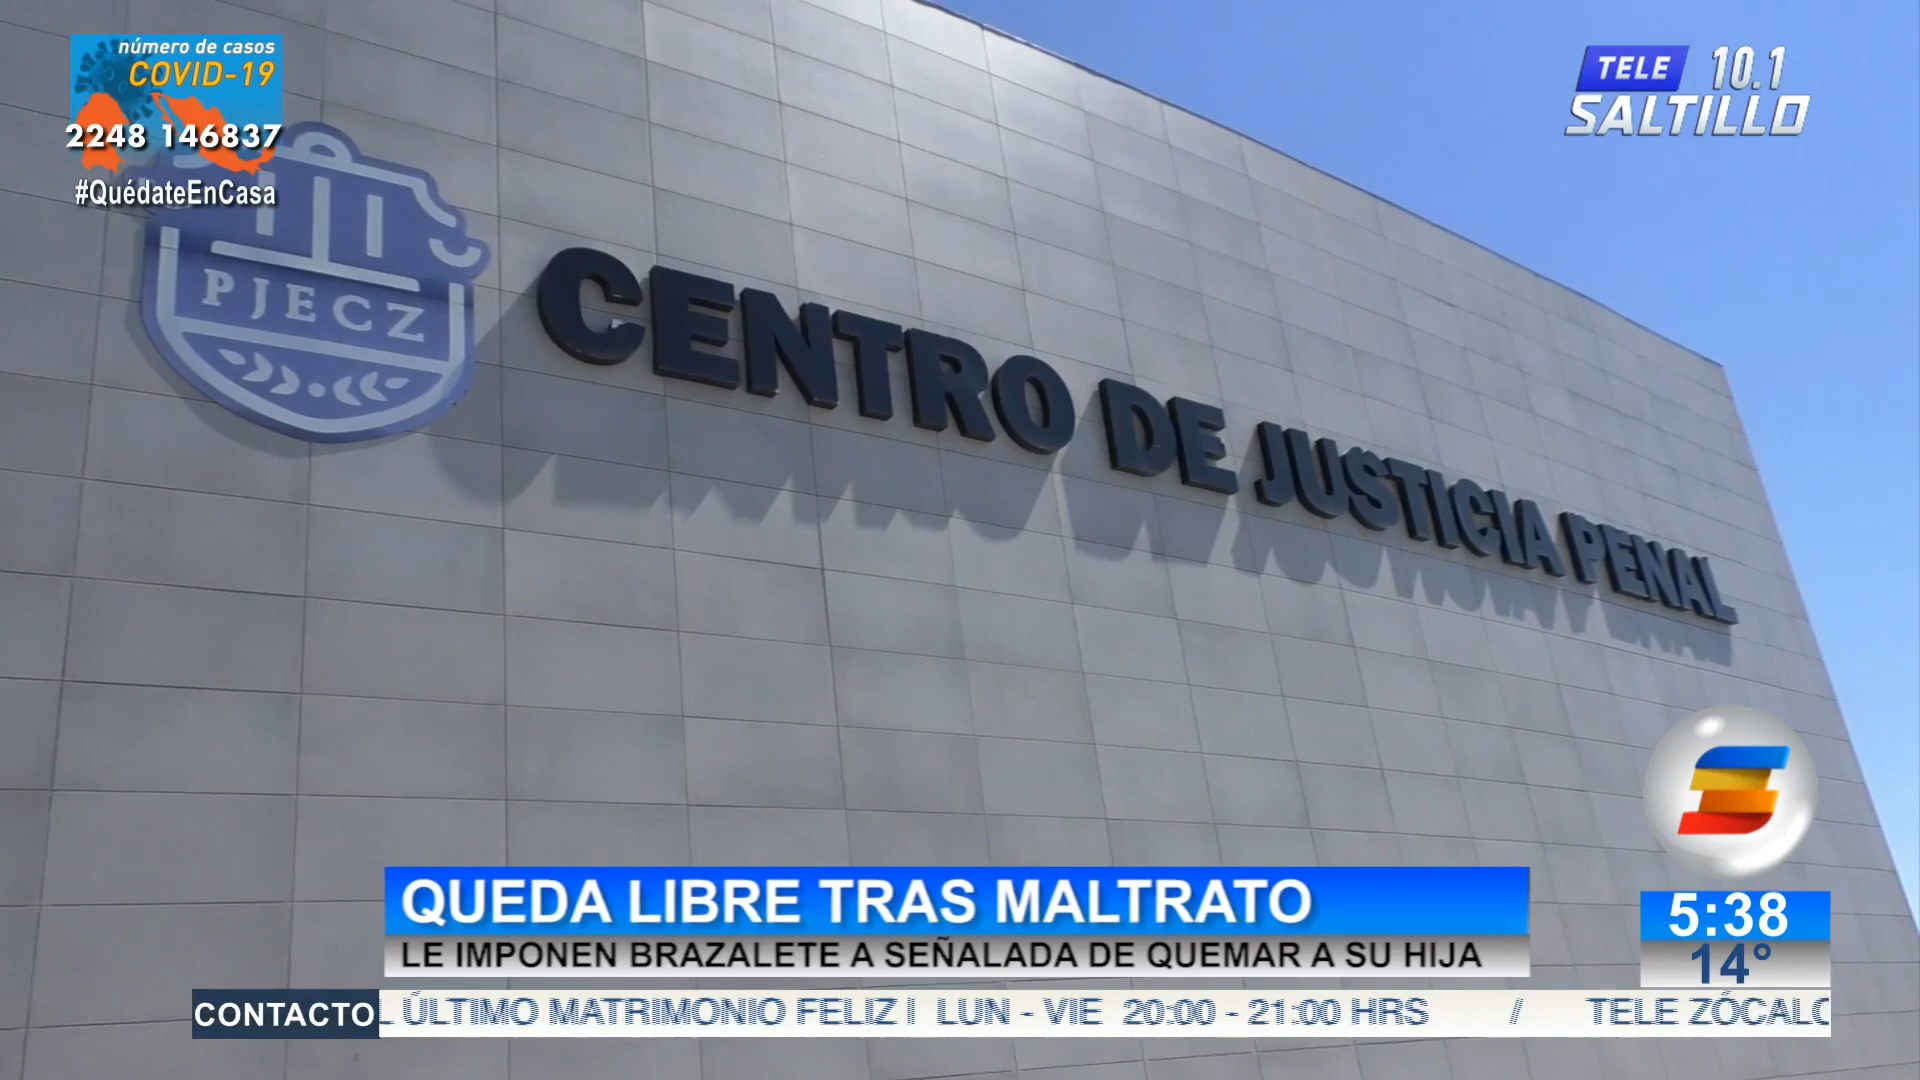 número de casos
COVID-19
2248 146837
#QuédateEnCasa
TELE 10.1
SALTILLO
PJECZ
CENTRO DE JUSTICIA PENAL
QUEDA LIBRE TRAS MALTRATO
LE IMPONEN BRAZALETE A SEÑALADA DE QUEMAR A SU HIJA
5:38
14°
CONTACTO L ÚLTIMO MATRIMONIO FELIZ | LUN - VIE 20:00 - 21:00 HRS / TELE ZÓCALO